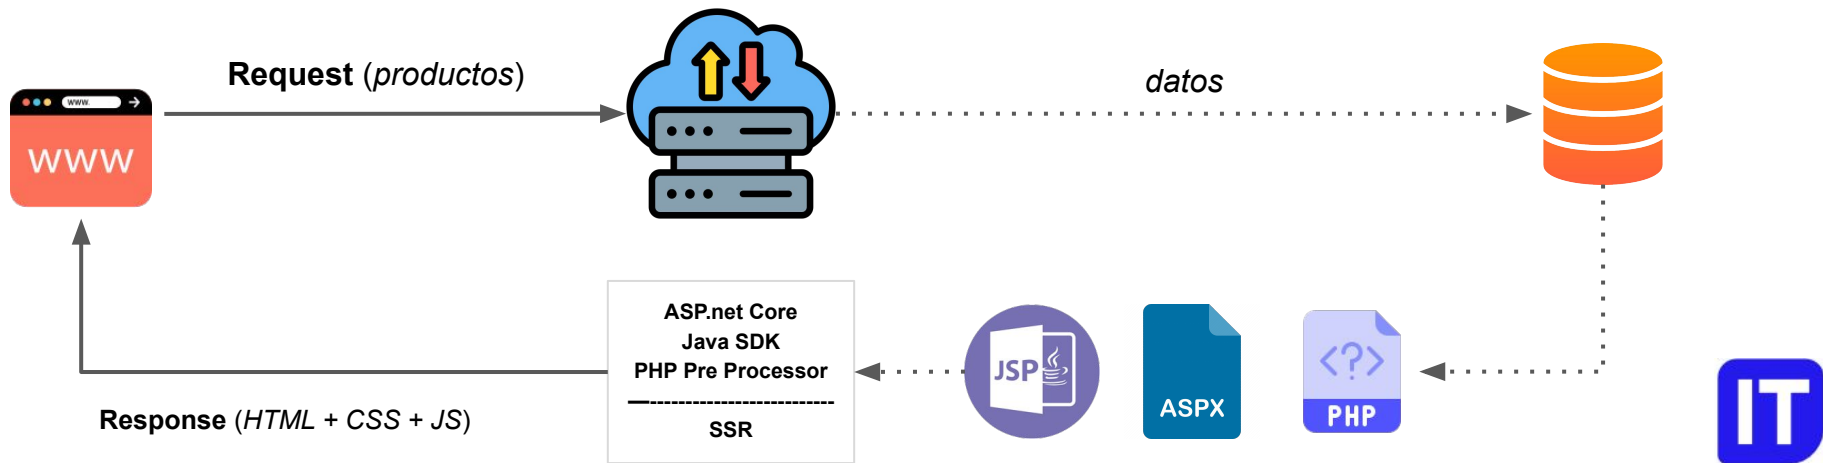 Request (productos)
datos
www.
WWW
ASP.net Core
Java SDK
PHP Pre Processor
—--------------------------
SSR
JSP
ASPX
<?>
PHP
Response (HTML + CSS + JS)
IT